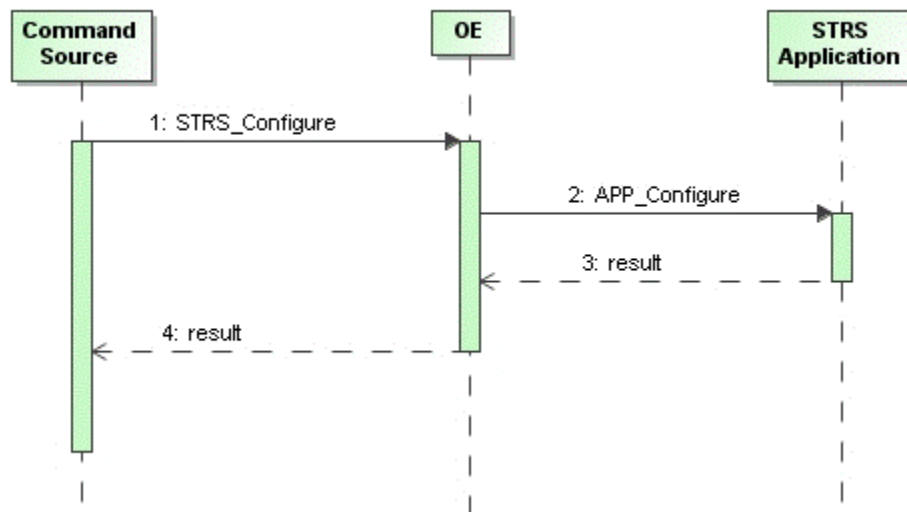 Command
Source
OE
STRS
Application
1: STRS_Configure
2: APP_Configure
3: result
4: result